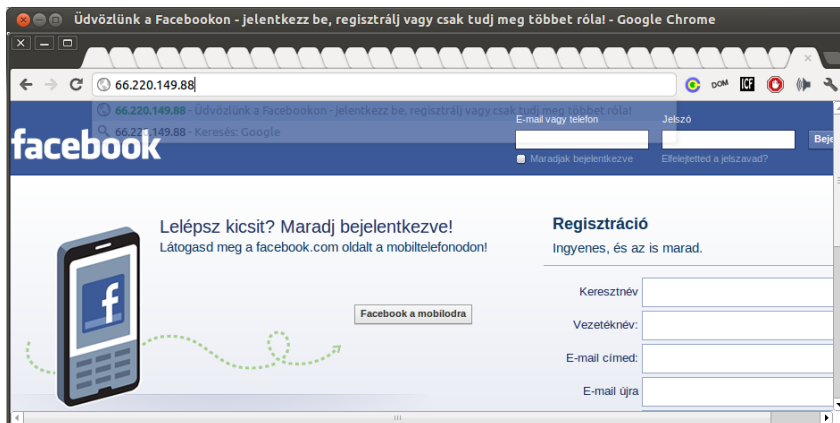 Üdvözlünk a Facebookon - jelentkezz be, regisztrálj vagy csak tudj meg többet róla! - Google Chrome
66.220.149.88
DOM
ICF
66.220.149.88 - Üdvözlünk a Facebookon - jelentkezz be, regisztrálj vagy csak tudj meg többet róla!
66.220.149.88 - Keresés: Google
E-mail vagy telefon
Jelszó
facebook
Beje
Maradjak bejelentkezve
Elfelejtetted a jelszavad?
Lelépsz kicsit? Maradj bejelentkezve!
Látogasd meg a facebook.com oldalt a mobiltelefonodon!
Facebook a mobilodra
f
Regisztráció
Ingyenes, és az is marad.
Keresztnév
Vezetéknév:
E-mail címed:
E-mail újra